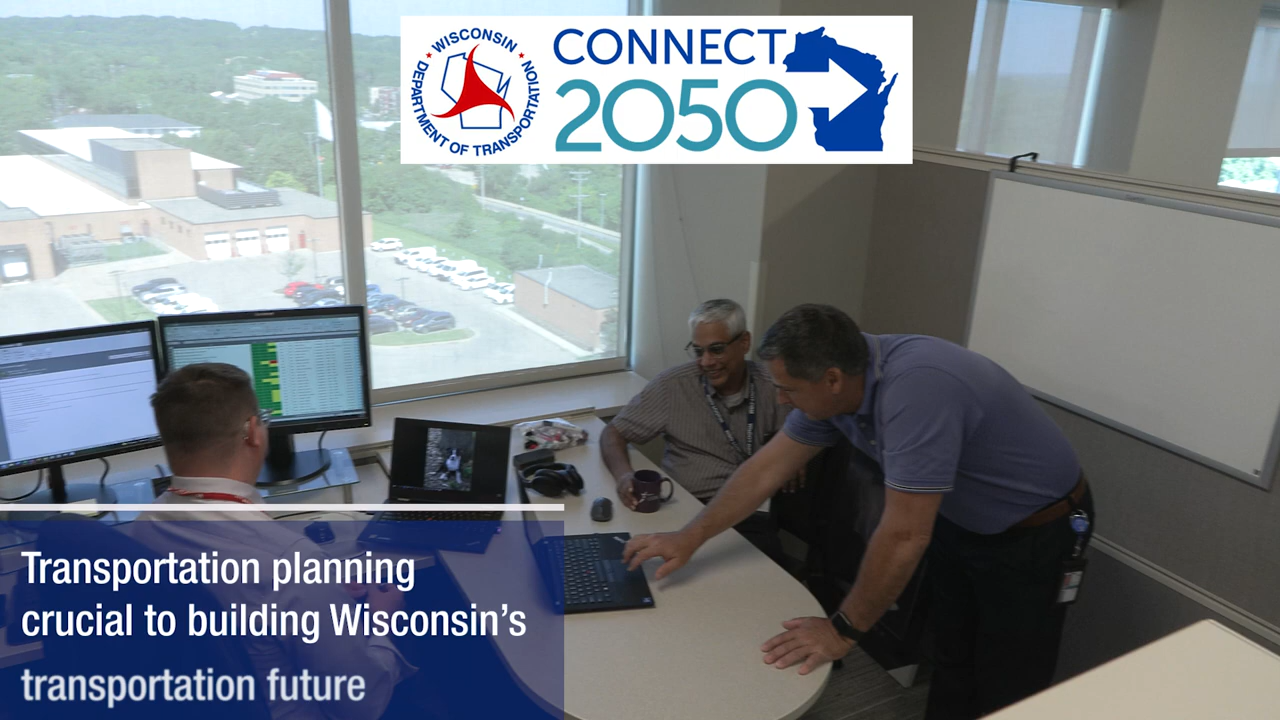 WISCONSIN
DEPARTMENT OF TRANSPORTATION
CONNECT
2050
Transportation planning
crucial to building Wisconsin’s
transportation future